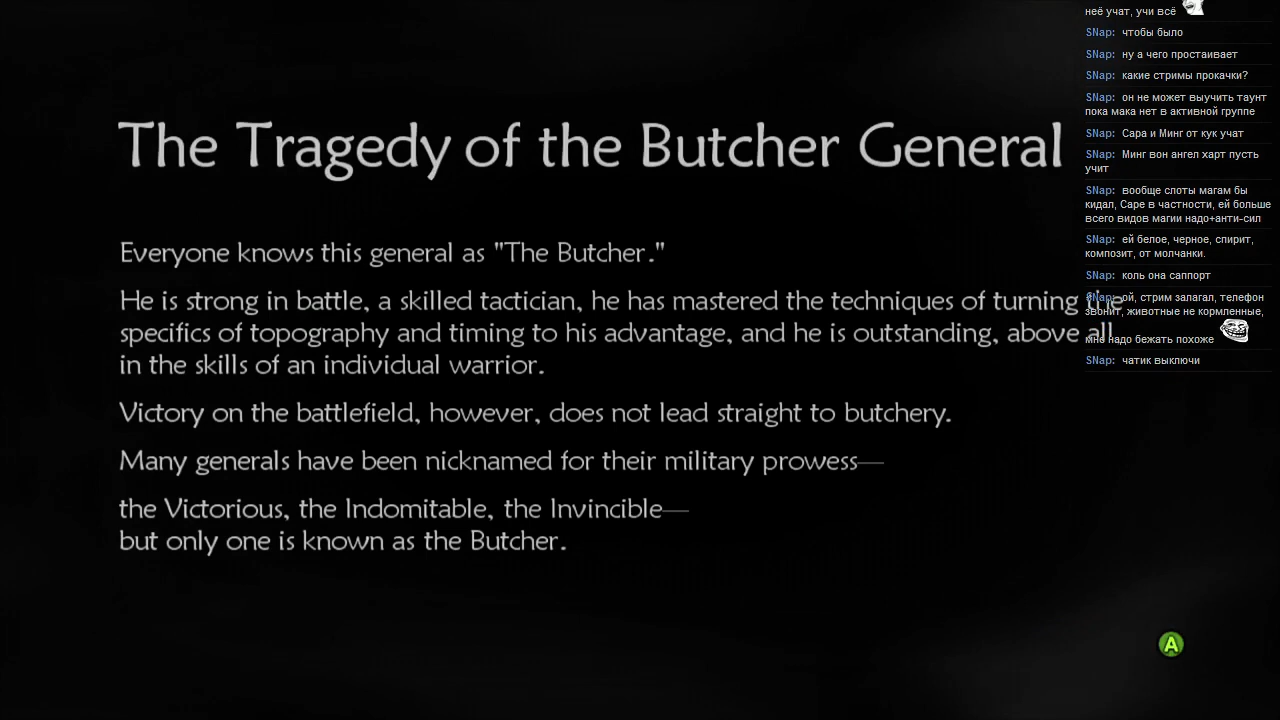 The Tragedy of the Butcher General
Everyone knows this general as "The Butcher."
He is strong in battle, a skilled tactician, he has mastered the techniques of turning the
specifics of topography and timing to his advantage, and he is outstanding, above all,
in the skills of an individual warrior.
Victory on the battlefield, however, does not lead straight to butchery.
Many generals have been nicknamed for their military prowess—
the Victorious, the Indomitable, the Invincible—
but only one is known as the Butcher.
A
неё учат, учи всё
SNap: чтобы было
SNap: ну а чего простаивает
SNap: какие стримы прокачки?
SNap: он не может выучить таунт
пока мака нет в активной группе
SNap: Сара и Минг от кук учат
SNap: Минг вон ангел харт пусть
учит
SNap: вообще слоты магам бы
кидал, Саре в частности, ей больше
всего видов магии надо+анти-сил
SNap: ей белое, черное, спирит,
композит, от молчанки.
SNap: коль она саппорт
SNap: ой, стрим залагал, телефон
звонит, животные не кормленные,
мне надо бежать похоже
SNap: чатик выключи